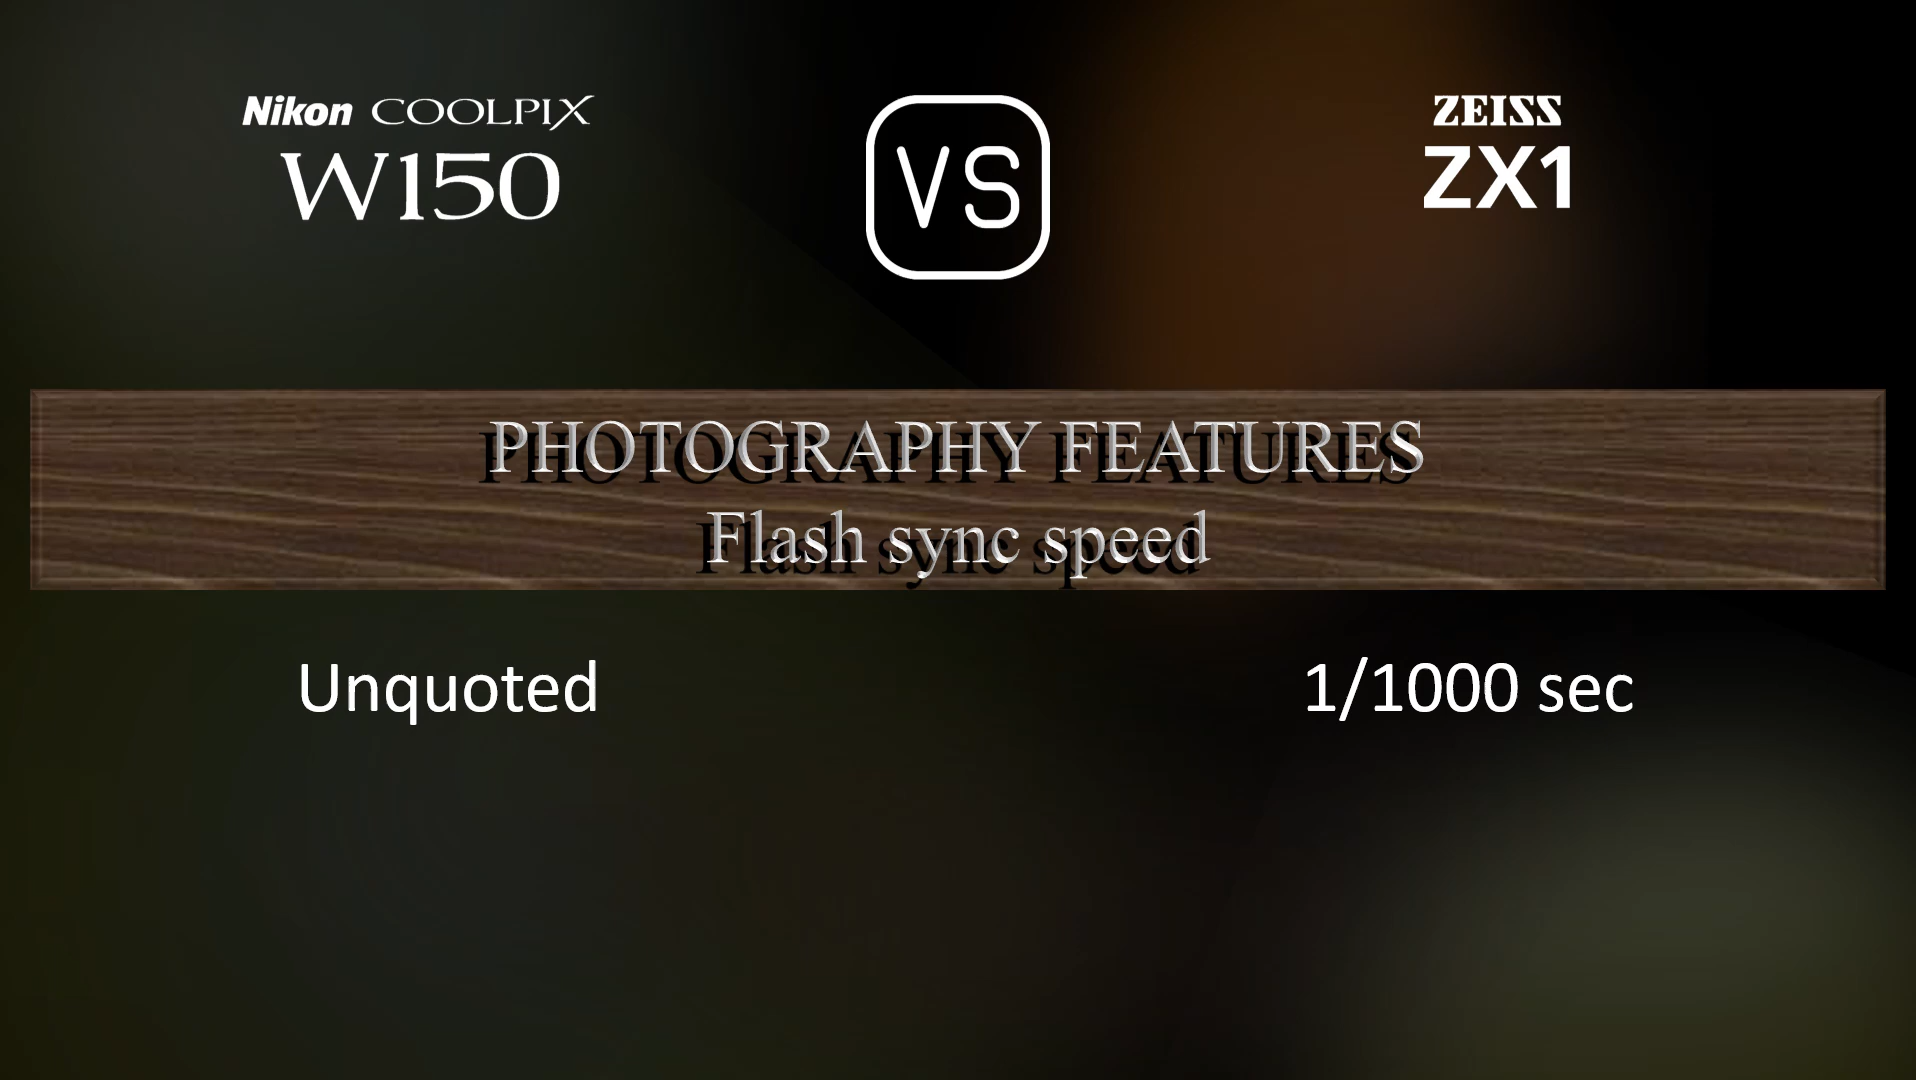 Nikon COOLPIX
W150
VS
ZEISS
ZX1
PHOTOGRAPHY FEATURES
Flash sync speed
Unquoted
1/1000 sec